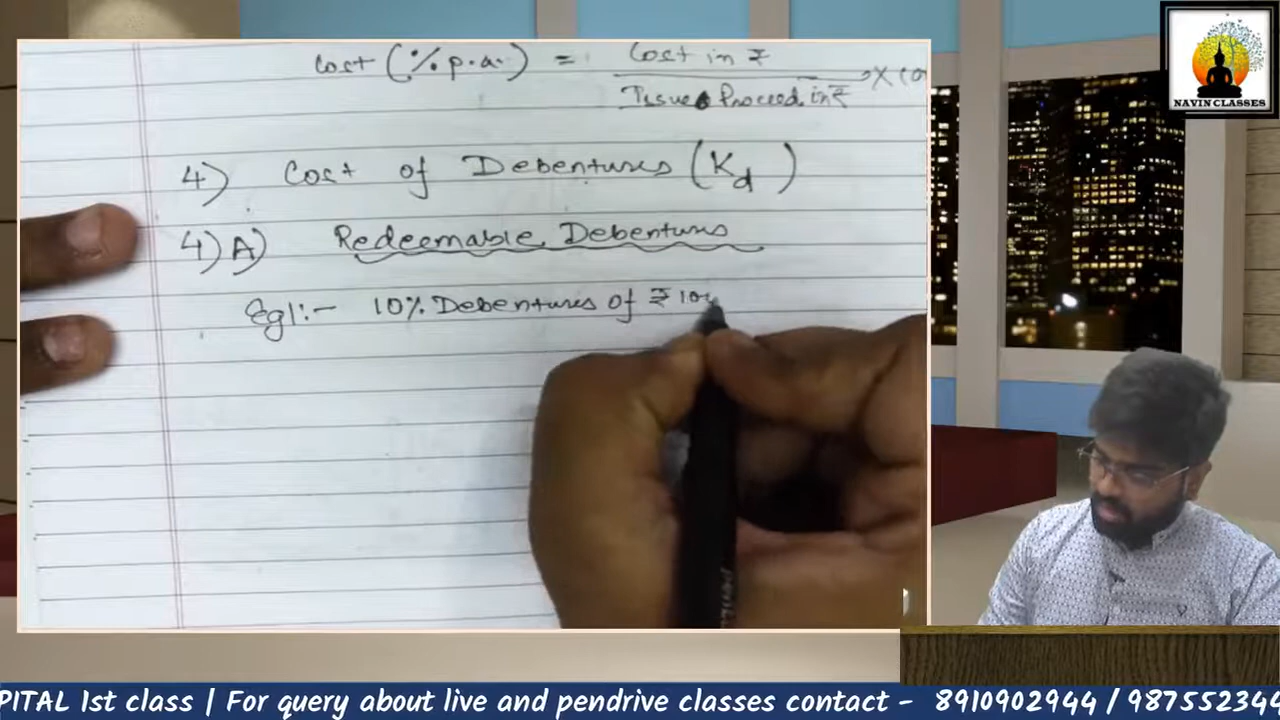 Cost (% p.a.) = Cost in ₹
Issue Proceed in ₹ X 10
4) Cost of Debentures (Kd)
4) A) Redeemable Debentures
Eg1:- 10% Debentures of ₹ 10
NAVIN CLASSES
PITAL 1st class | For query about live and pendrive classes contact - 8910902944 / 987552344